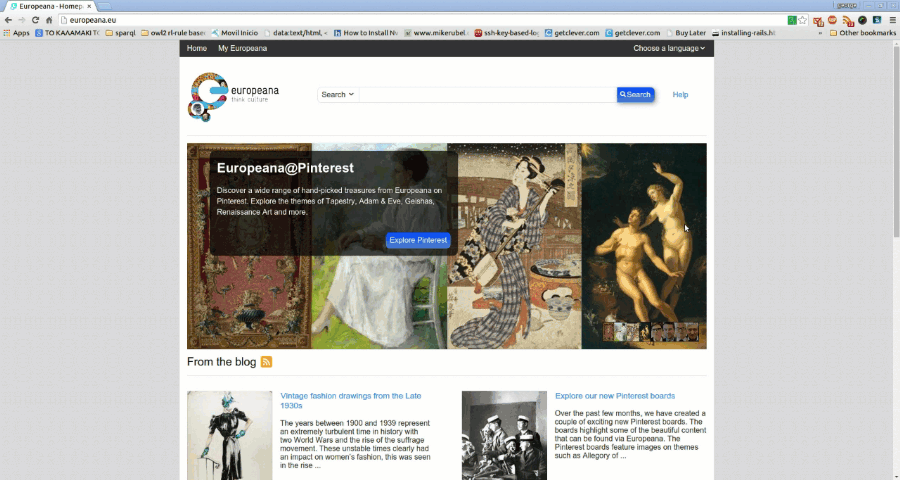 Europeana - Homep
europeana.eu
Apps
ΤΟ ΚΑΛΑΜΑΚΙ ΤΟ
sparql
owl2 rl-rule based
Movil Inicio
data:text/html, <
How to Install Nv
www.mikerubel.
ssh-key-based-log
getclever.com
getclever.com
Buy Later
installing-rails.ht
»
Other bookmarks
Home
My Europeana
Choose a language
europeana
think culture
Search
Search
Help
Europeana@Pinterest
Discover a wide range of hand-picked treasures from Europeana on
Pinterest. Explore the themes of Tapestry, Adam & Eve, Geishas,
Renaissance Art and more.
Explore Pinterest
From the blog
Vintage fashion drawings from the Late
1930s
The years between 1900 and 1939 represent
an extremely turbulent time in history with
two World Wars and the rise of the suffrage
movement. These unstable times clearly had
an impact on women's fashion, this was seen
in the rise ...
Explore our new Pinterest boards
Over the past few months, we have created a
couple of exciting new Pinterest boards. The
boards highlight some of the beautiful content
that can be found via Europeana. The
Pinterest boards feature images on themes
such as Allegory of ...